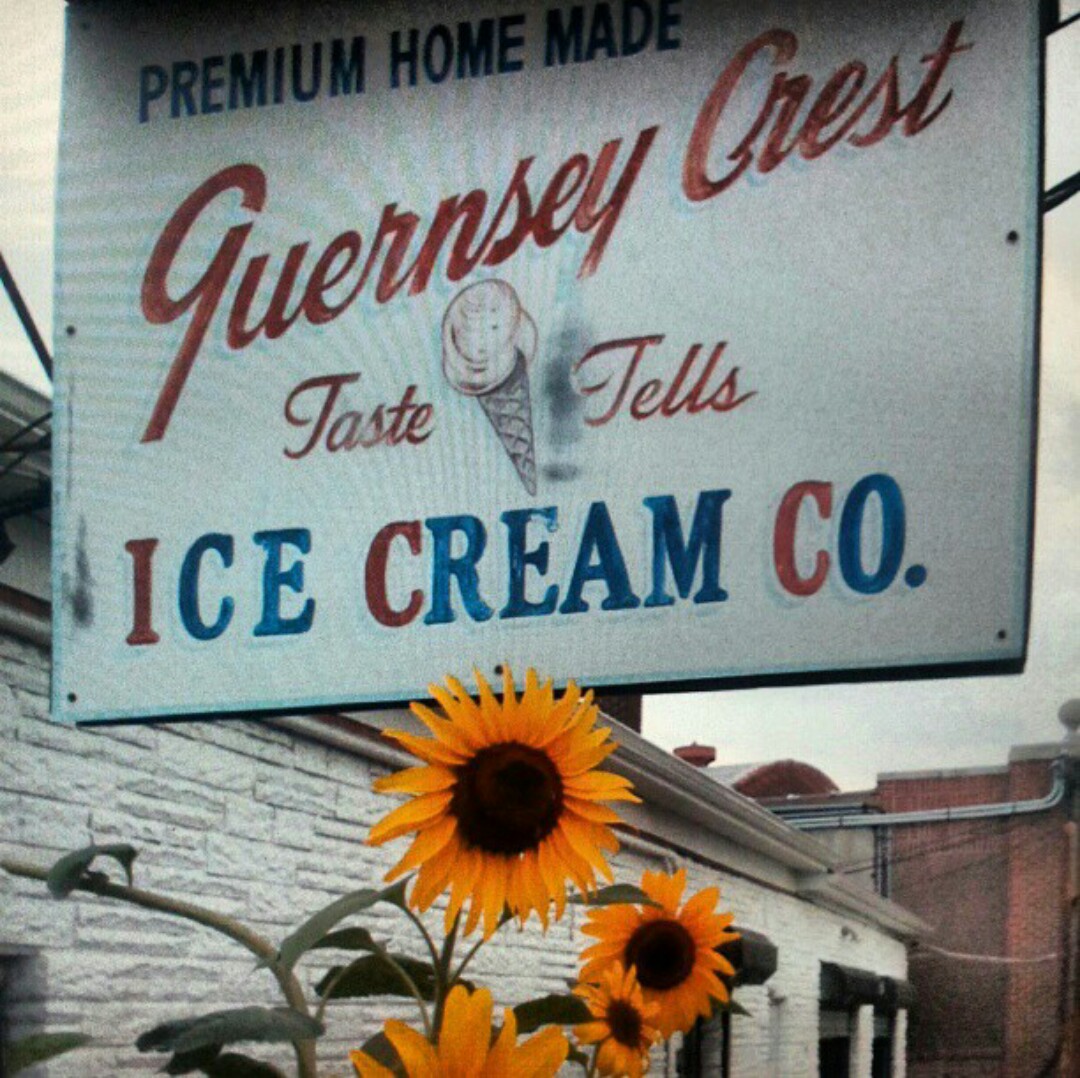 PREMIUM HOME MADE
Guernsey Crest
Taste Tells
ICE CREAM CO.